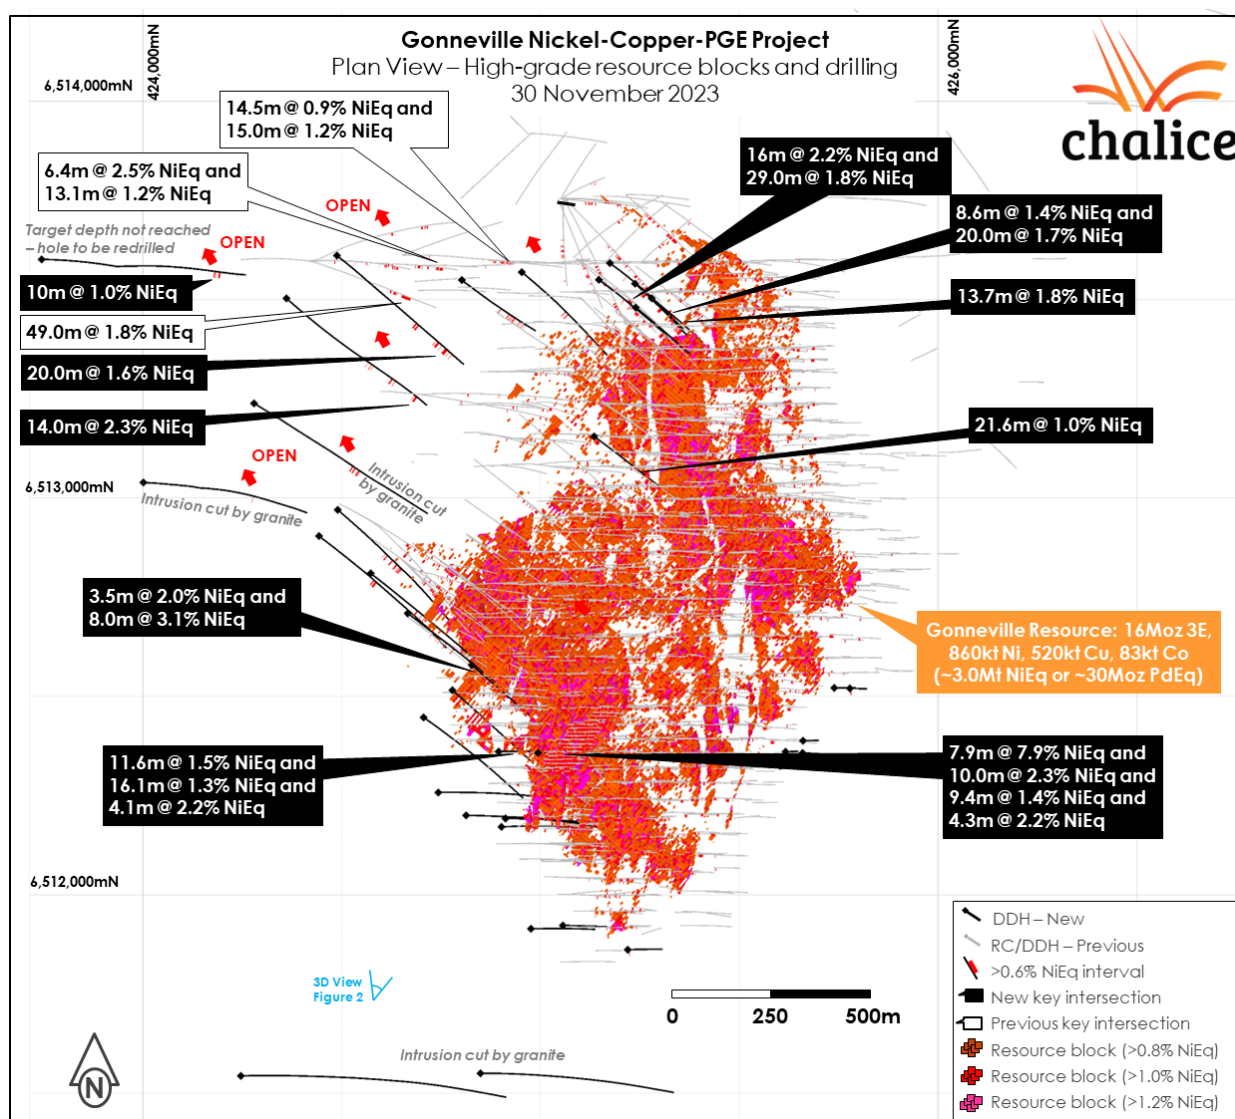 Gonneville Nickel-Copper-PGE Project
Plan View – High-grade resource blocks and drilling
30 November 2023
424,000mN
426,000mN
6,514,000mN
chalice
14.5m @ 0.9% NiEq and
15.0m @ 1.2% NiEq
6.4m @ 2.5% NiEq and
13.1m @ 1.2% NiEq
16m @ 2.2% NiEq and
29.0m @ 1.8% NiEq
8.6m @ 1.4% NiEq and
20.0m @ 1.7% NiEq
OPEN
Target depth not reached
– hole to be redrilled
OPEN
10m @ 1.0% NiEq
13.7m @ 1.8% NiEq
49.0m @ 1.8% NiEq
20.0m @ 1.6% NiEq
14.0m @ 2.3% NiEq
21.6m @ 1.0% NiEq
OPEN
6,513,000mN
Intrusion cut by granite
Intrusion cut
by granite
3.5m @ 2.0% NiEq and
8.0m @ 3.1% NiEq
Gonneville Resource: 16Moz 3E,
860kt Ni, 520kt Cu, 83kt Co
(~3.0Mt NiEq or ~30Moz PdEq)
11.6m @ 1.5% NiEq and
16.1m @ 1.3% NiEq and
4.1m @ 2.2% NiEq
7.9m @ 7.9% NiEq and
10.0m @ 2.3% NiEq and
9.4m @ 1.4% NiEq and
4.3m @ 2.2% NiEq
6,512,000mN
3D View
Figure 2
0 250 500m
Intrusion cut by granite
N
DDH – New
RC/DDH – Previous
>0.6% NiEq interval
New key intersection
Previous key intersection
Resource block (>0.8% NiEq)
Resource block (>1.0% NiEq)
Resource block (>1.2% NiEq)